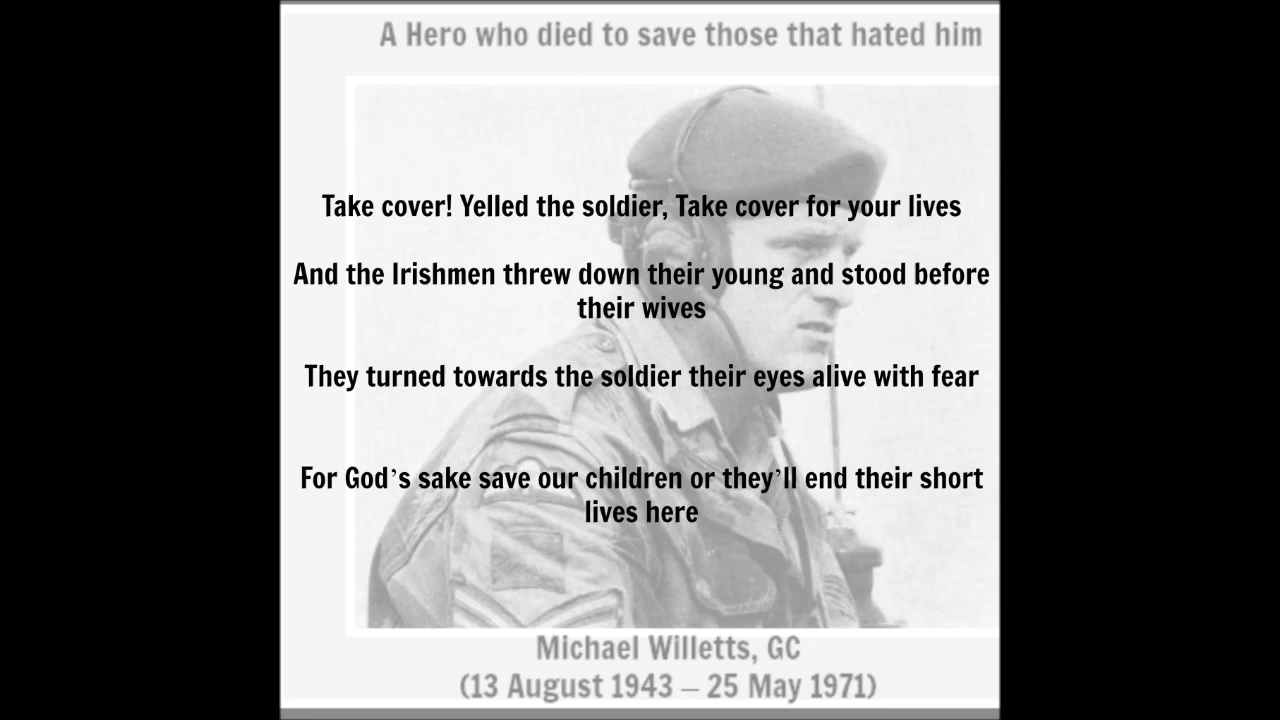 A Hero who died to save those that hated him
Take cover! Yelled the soldier, Take cover for your lives
And the Irishmen threw down their young and stood before
their wives
They turned towards the soldier their eyes alive with fear
For God’s sake save our children or they’ll end their short
lives here
Michael Willetts, GC
(13 August 1943 – 25 May 1971)